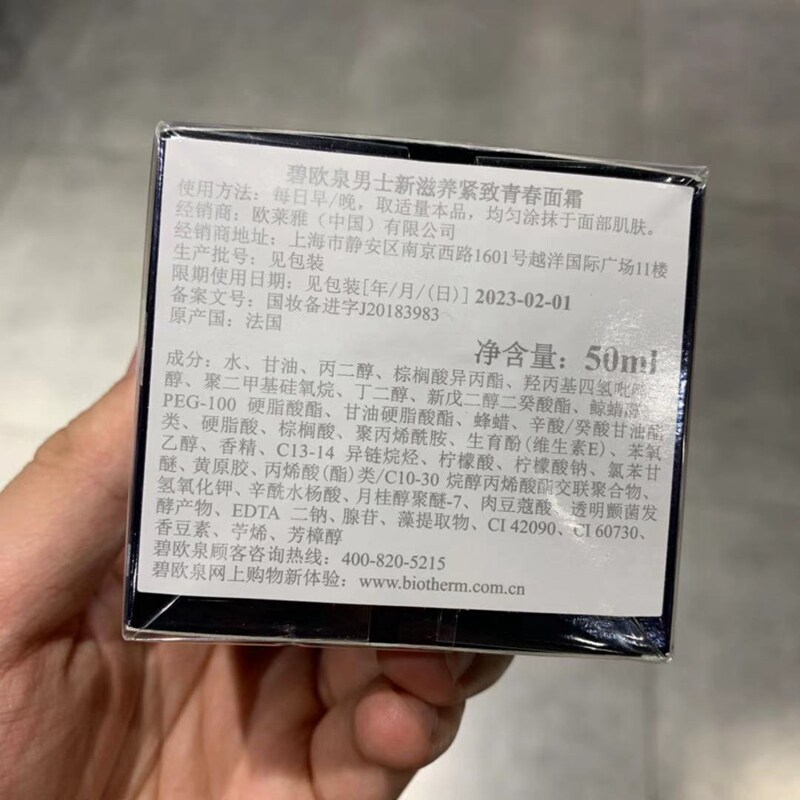 碧欧泉男士新滋养紧致青春面霜
使用方法：每日早/晚，取适量本品，均匀涂抹于面部肌肤。
经销商：欧莱雅（中国）有限公司
经销商地址：上海市静安区南京西路1601号越洋国际广场11楼
生产批号：见包装
限期使用日期：见包装[年/月/(日)] 2023-02-01
备案文号：国妆备进字J20183983
原产国：法国
净含量：50ml
成分：水、甘油、丙二醇、棕榈酸异丙酯、羟丙基四氢吡喃
醇、聚二甲基硅氧烷、丁二醇、新戊二醇二癸酸酯、鲸蜡
PEG-100 硬脂酸酯、甘油硬脂酸酯、蜂蜡、辛酸/癸酸甘油酯
类、硬脂酸、棕榈酸、聚丙烯酰胺、生育酚(维生素E)、苯氧
乙醇、香精、C13-14 异链烷烃、柠檬酸、柠檬酸钠、氯苯甘
醚、黄原胶、丙烯酸(酯)类/C10-30 烷醇丙烯酸酯交联聚合物、
氢氧化钾、辛酰水杨酸、月桂醇聚醚-7、肉豆蔻酸、透明颤菌发
酵产物、EDTA 二钠、腺苷、藻提取物、CI 42090、CI 60730、
香豆素、苧烯、芳樟醇
碧欧泉顾客咨询热线：400-820-5215
碧欧泉网上购物新体验：www.biotherm.com.cn